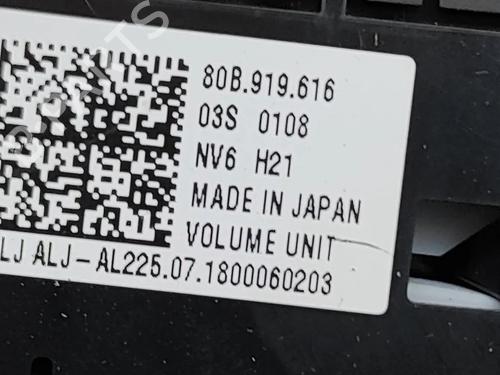 80B.919.616
03S 0108
NV6 H21
MADE IN JAPAN
VOLUME UNIT
LJ ALJ-AL225.07.1800060203